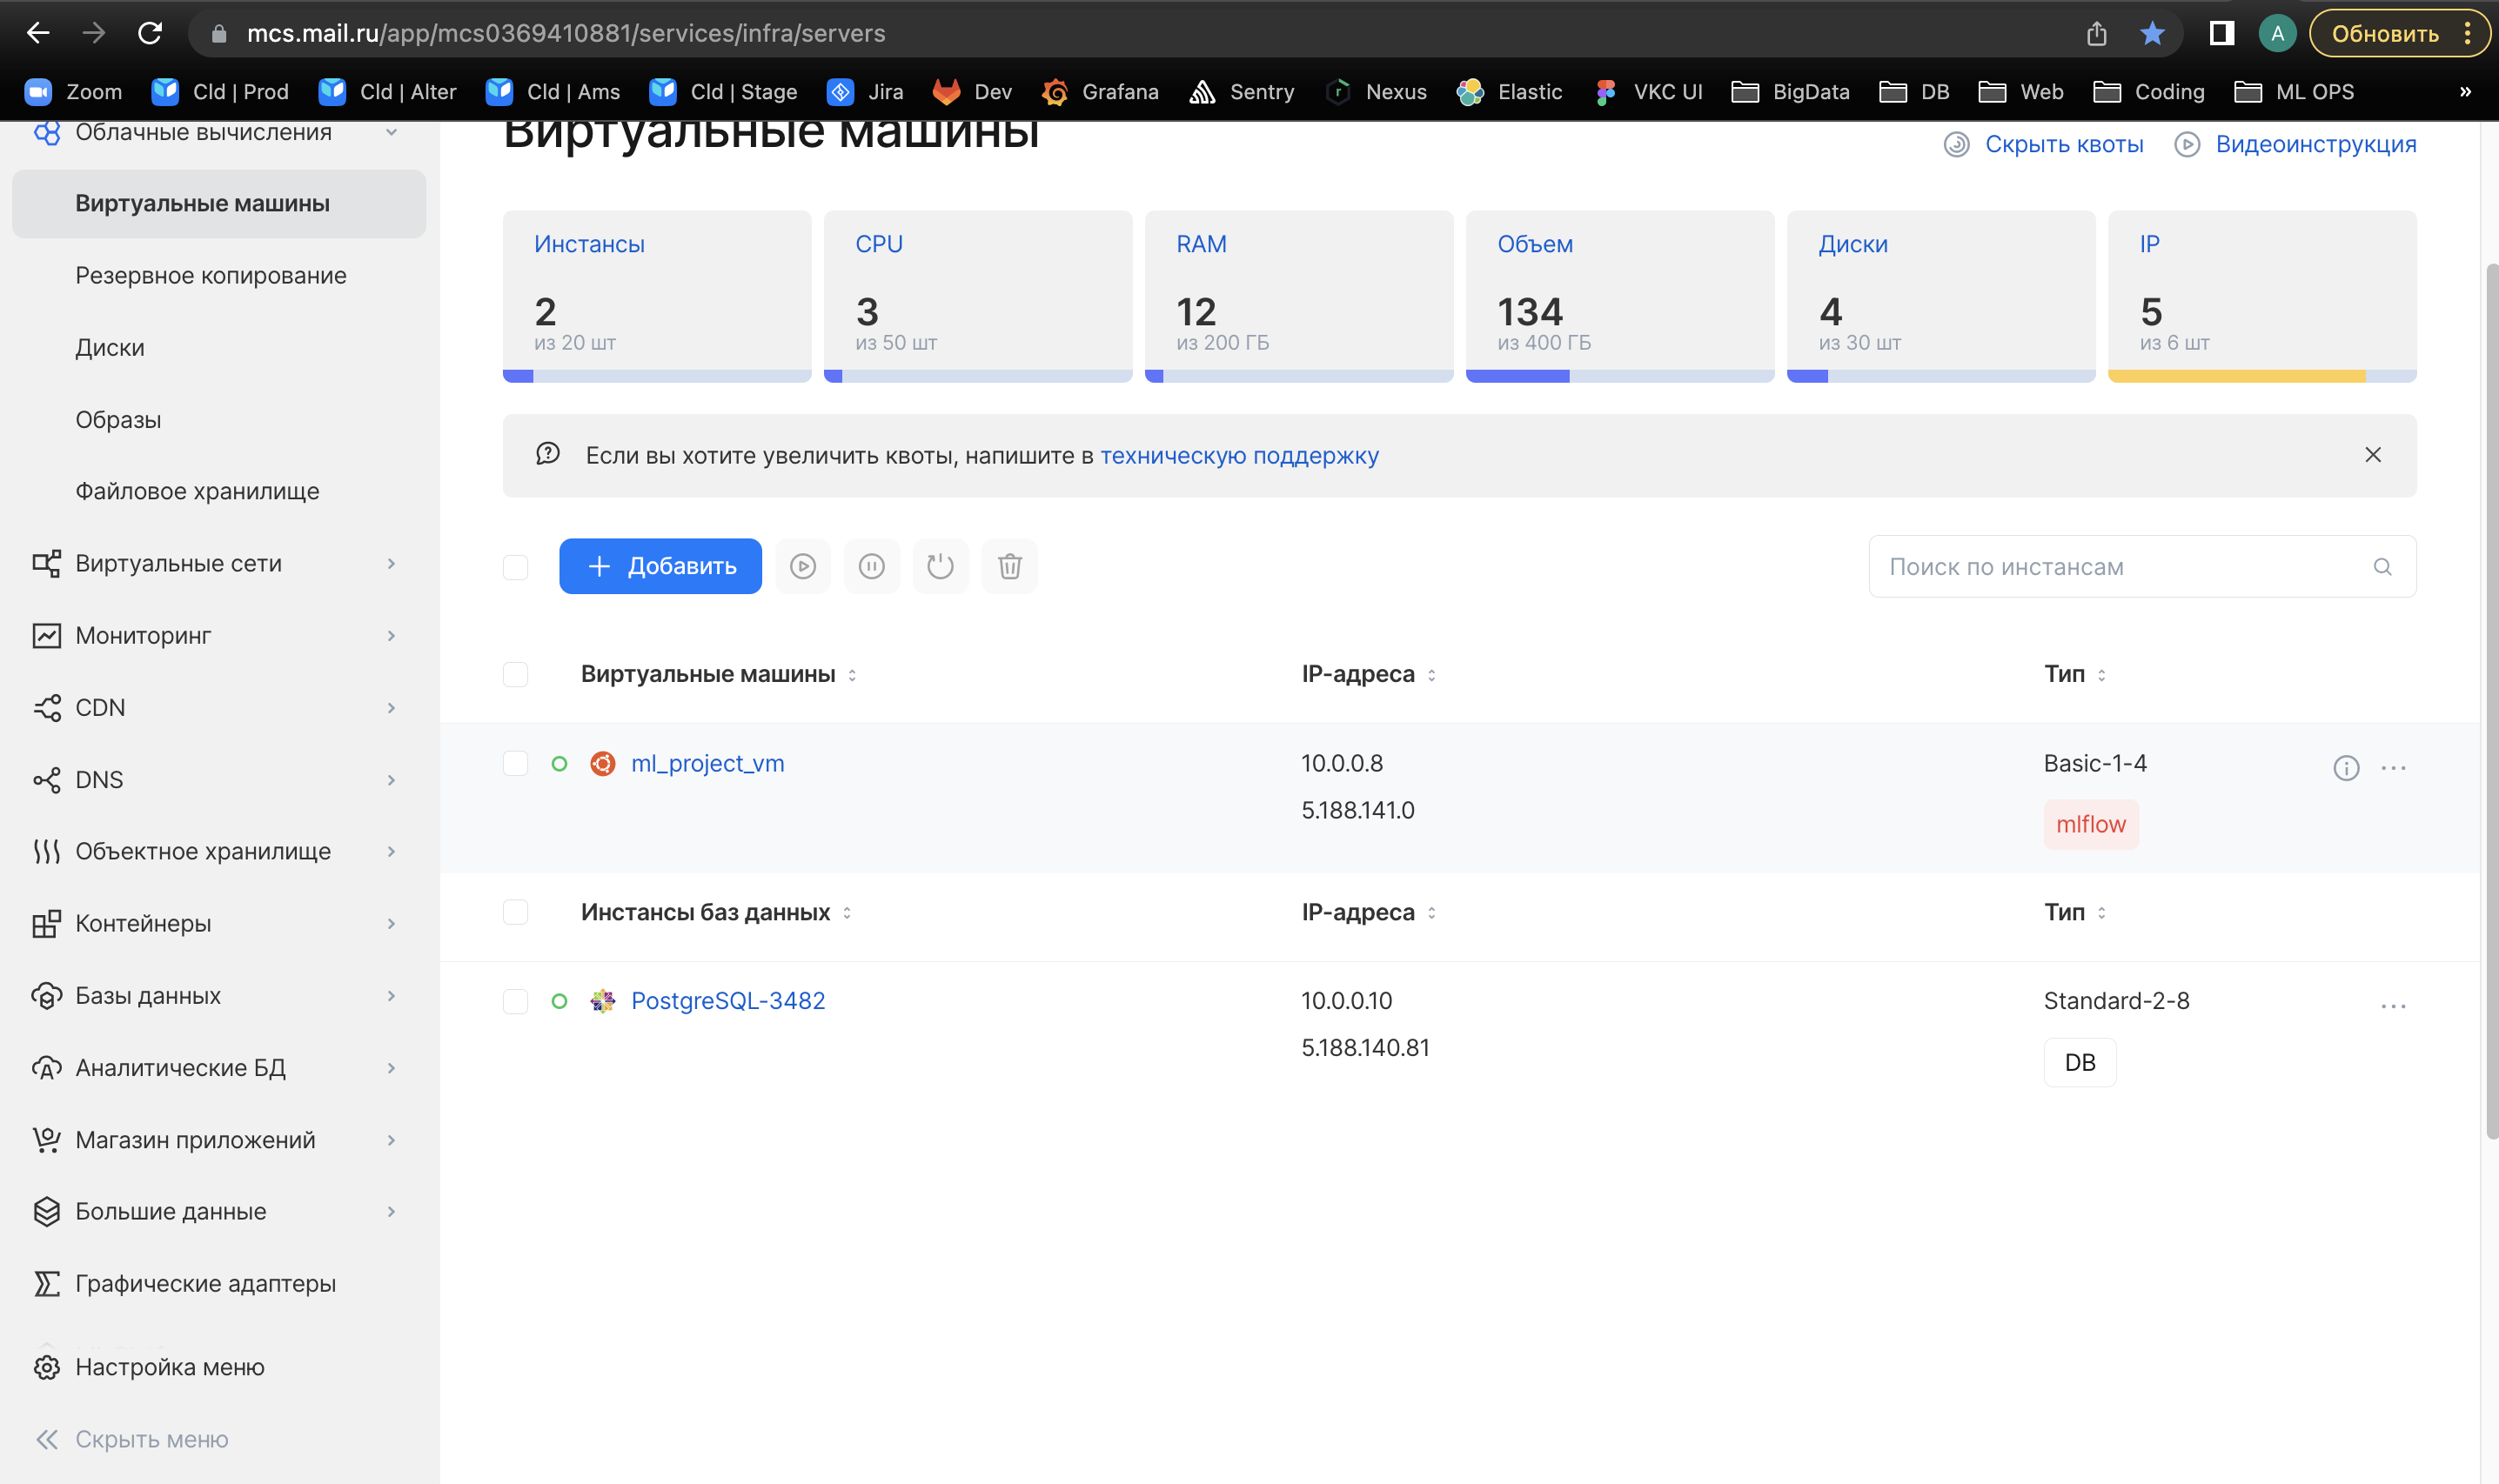 mcs.mail.ru/app/mcs0369410881/services/infra/servers
A
Обновить
Zoom
Cld | Prod
Cld | Alter
Cld | Ams
Cld | Stage
Jira
Dev
Grafana
Sentry
Nexus
Elastic
VKC UI
BigData
DB
Web
Coding
ML OPS
»
Облачные вычисления
Виртуальные машины
Резервное копирование
Диски
Образы
Файловое хранилище
Виртуальные сети
Мониторинг
CDN
DNS
Объектное хранилище
Контейнеры
Базы данных
Аналитические БД
Магазин приложений
Большие данные
Графические адаптеры
Настройка меню
Скрыть меню
Виртуальные машины
Скрыть квоты
Видеоинструкция
Инстансы
2
из 20 шт
CPU
3
из 50 шт
RAM
12
из 200 ГБ
Объем
134
из 400 ГБ
Диски
4
из 30 шт
IP
5
из 6 шт
Если вы хотите увеличить квоты, напишите в техническую поддержку
Добавить
Поиск по инстансам
Виртуальные машины
IP-адреса
Тип
ml_project_vm
10.0.0.8
5.188.141.0
Basic-1-4
mlflow
Инстансы баз данных
IP-адреса
Тип
PostgreSQL-3482
10.0.0.10
5.188.140.81
Standard-2-8
DB